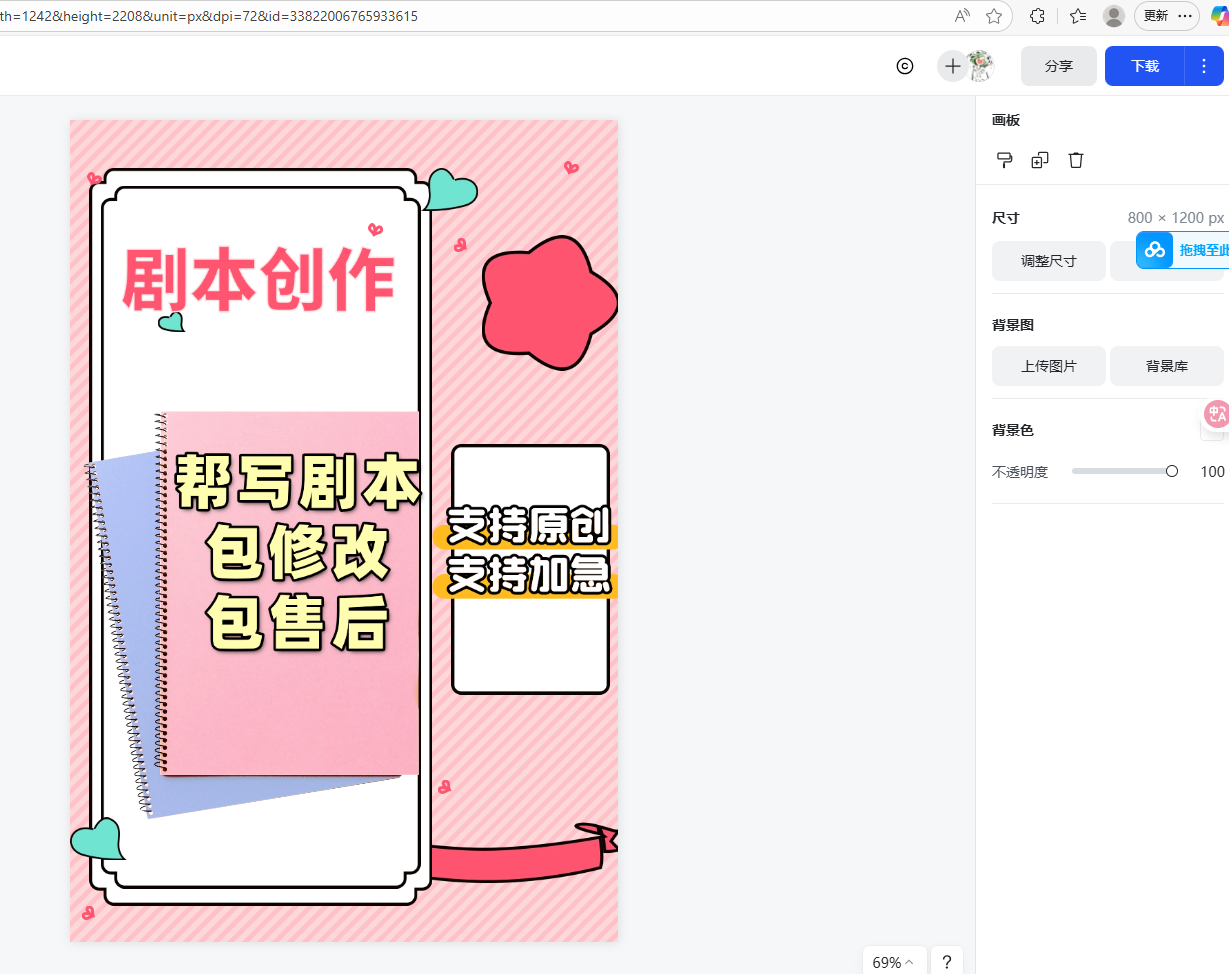 th=1242&height=2208&unit=px&dpi=72&id=33822006765933615
更新
分享
下载
画板
尺寸
800 × 1200 px
调整尺寸
拖拽至此
背景图
上传图片
背景库
背景色
不透明度
100
剧本创作
帮写剧本
包修改
包售后
支持原创
支持加急
69%
?